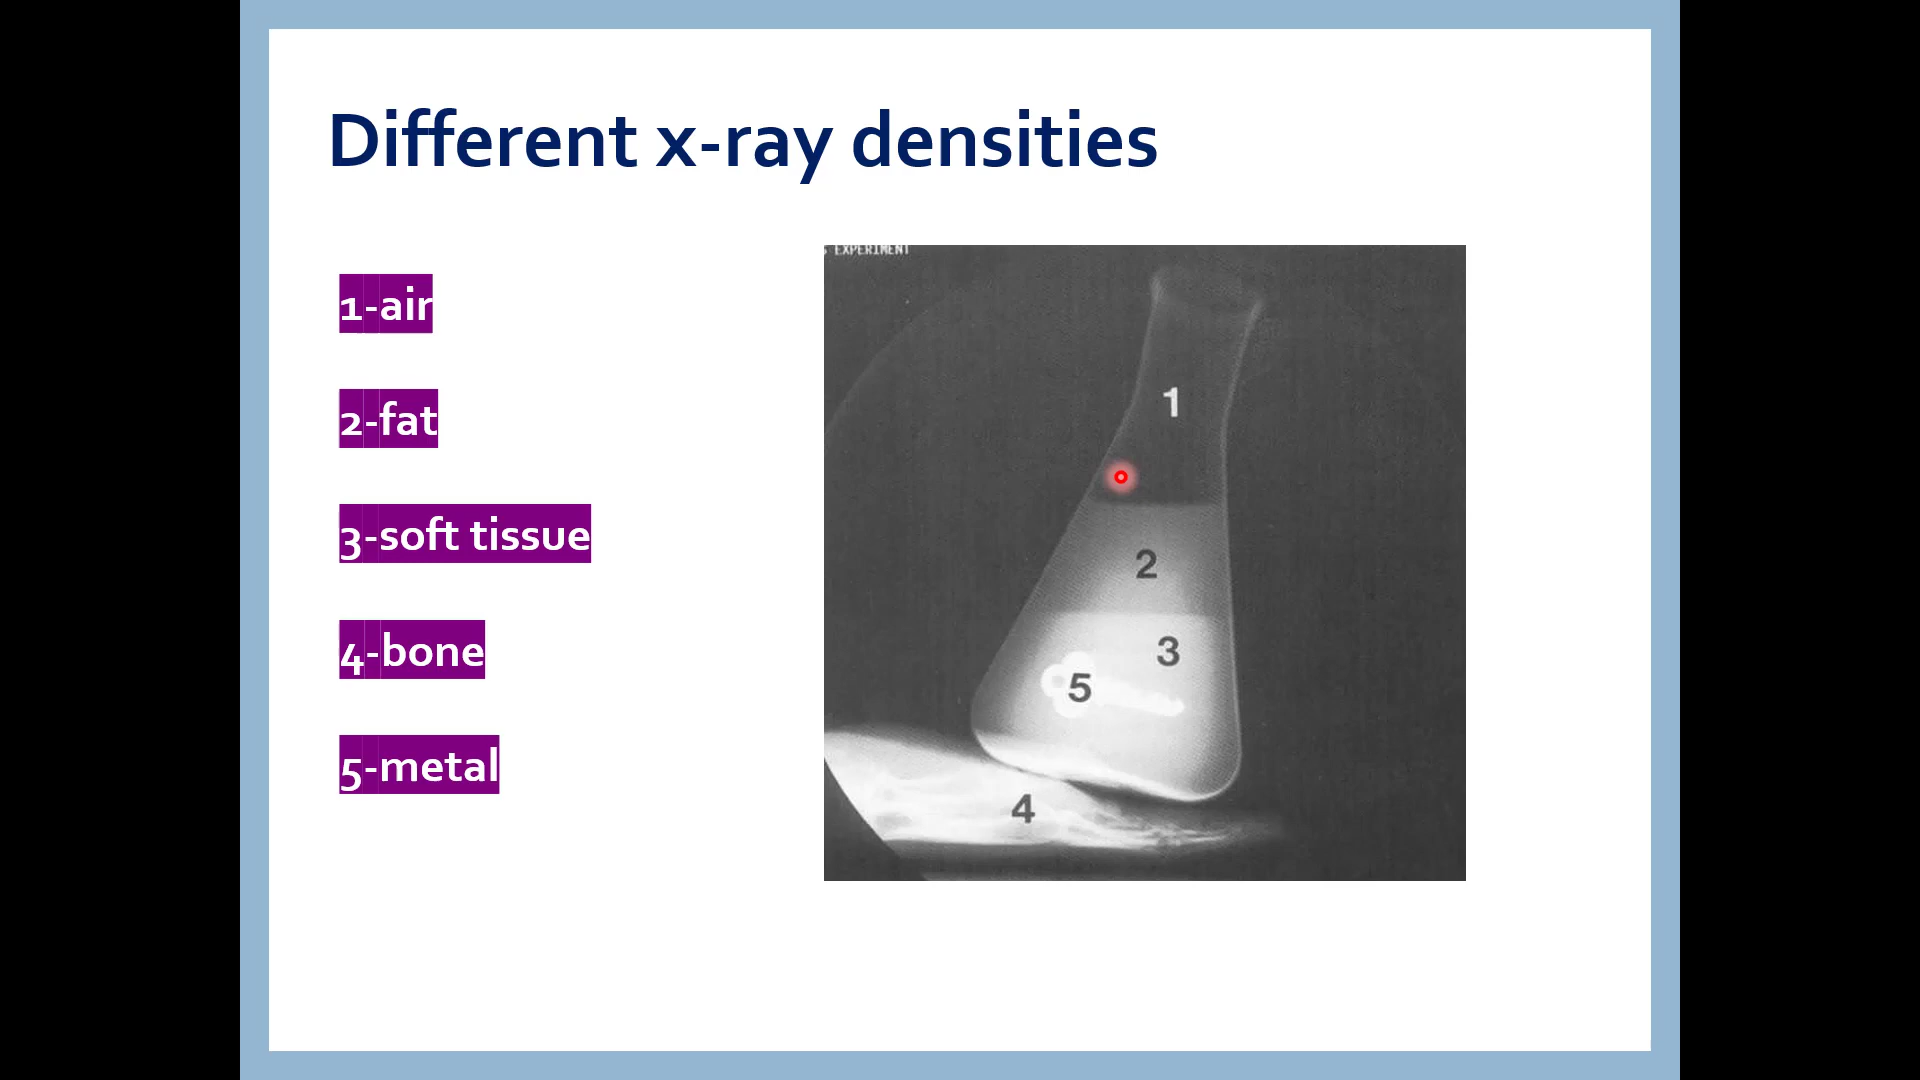 Different x-ray densities
1-air
2-fat
3-soft tissue
4-bone
5-metal
EXPERIMENT
1
2
3
5
4